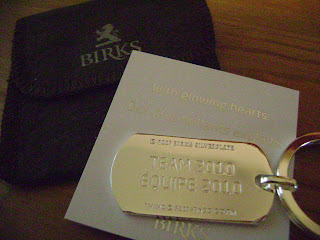 BIRKS
with glowing hearts
© 2007 BIRKS SILVERPLATE
TEAM 2010
ÉQUIPE 2010
BIRKS